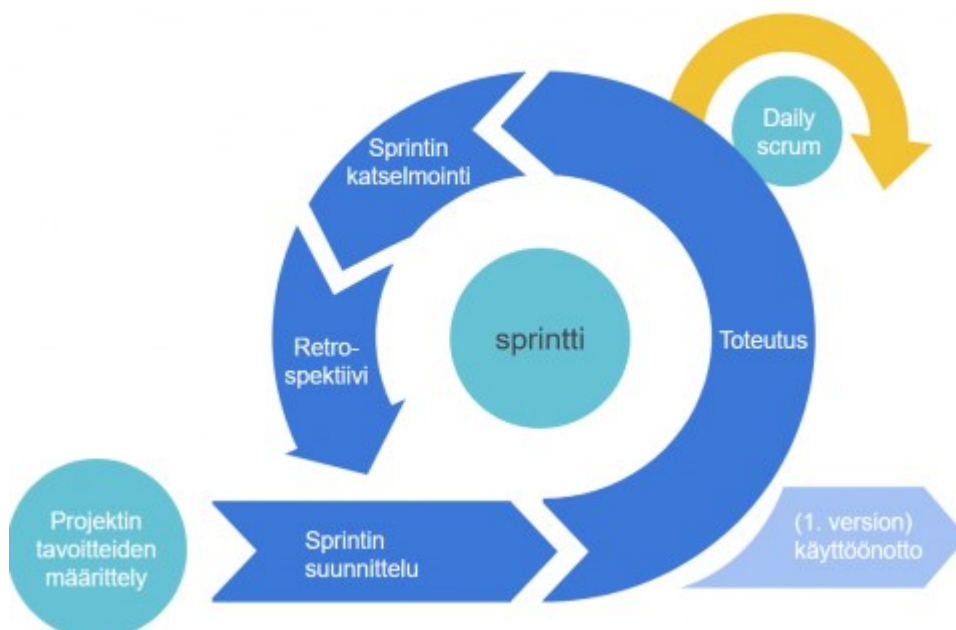 Daily
scrum
Sprintin
katselmointi
sprintti
Toteutus
Retro-
spektiivi
Projektin
tavoitteiden
määrittely
Sprintin
suunnittelu
(1. version)
käyttöönotto